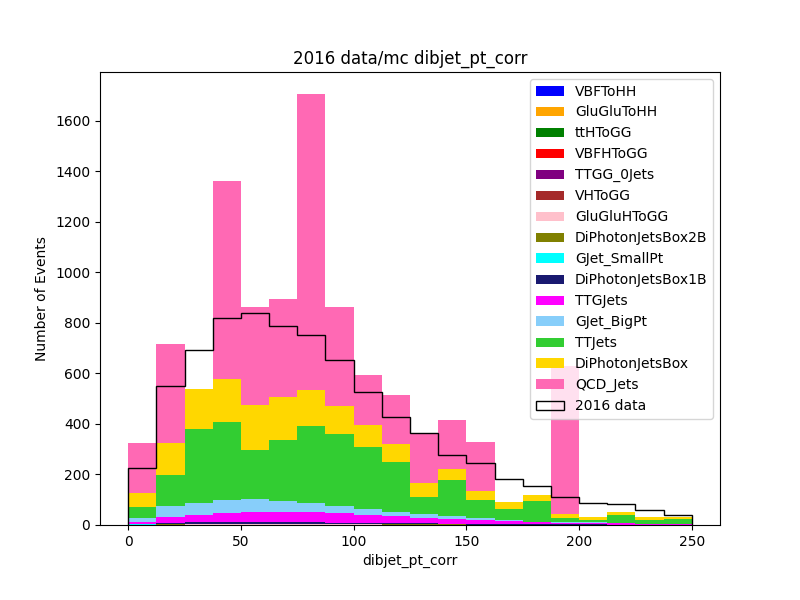 2016 data/mc dibjet_pt_corr
Number of Events
1600
1400
1200
1000
800
600
400
200
0
0
50
100
150
200
250
dibjet_pt_corr
VBFToHH
GluGluToHH
ttHToGG
VBFHToGG
TTGG_0Jets
VHToGG
GluGluHToGG
DiPhotonJetsBox2B
GJet_SmallPt
DiPhotonJetsBox1B
TTGJets
GJet_BigPt
TTJets
DiPhotonJetsBox
QCD_Jets
2016 data